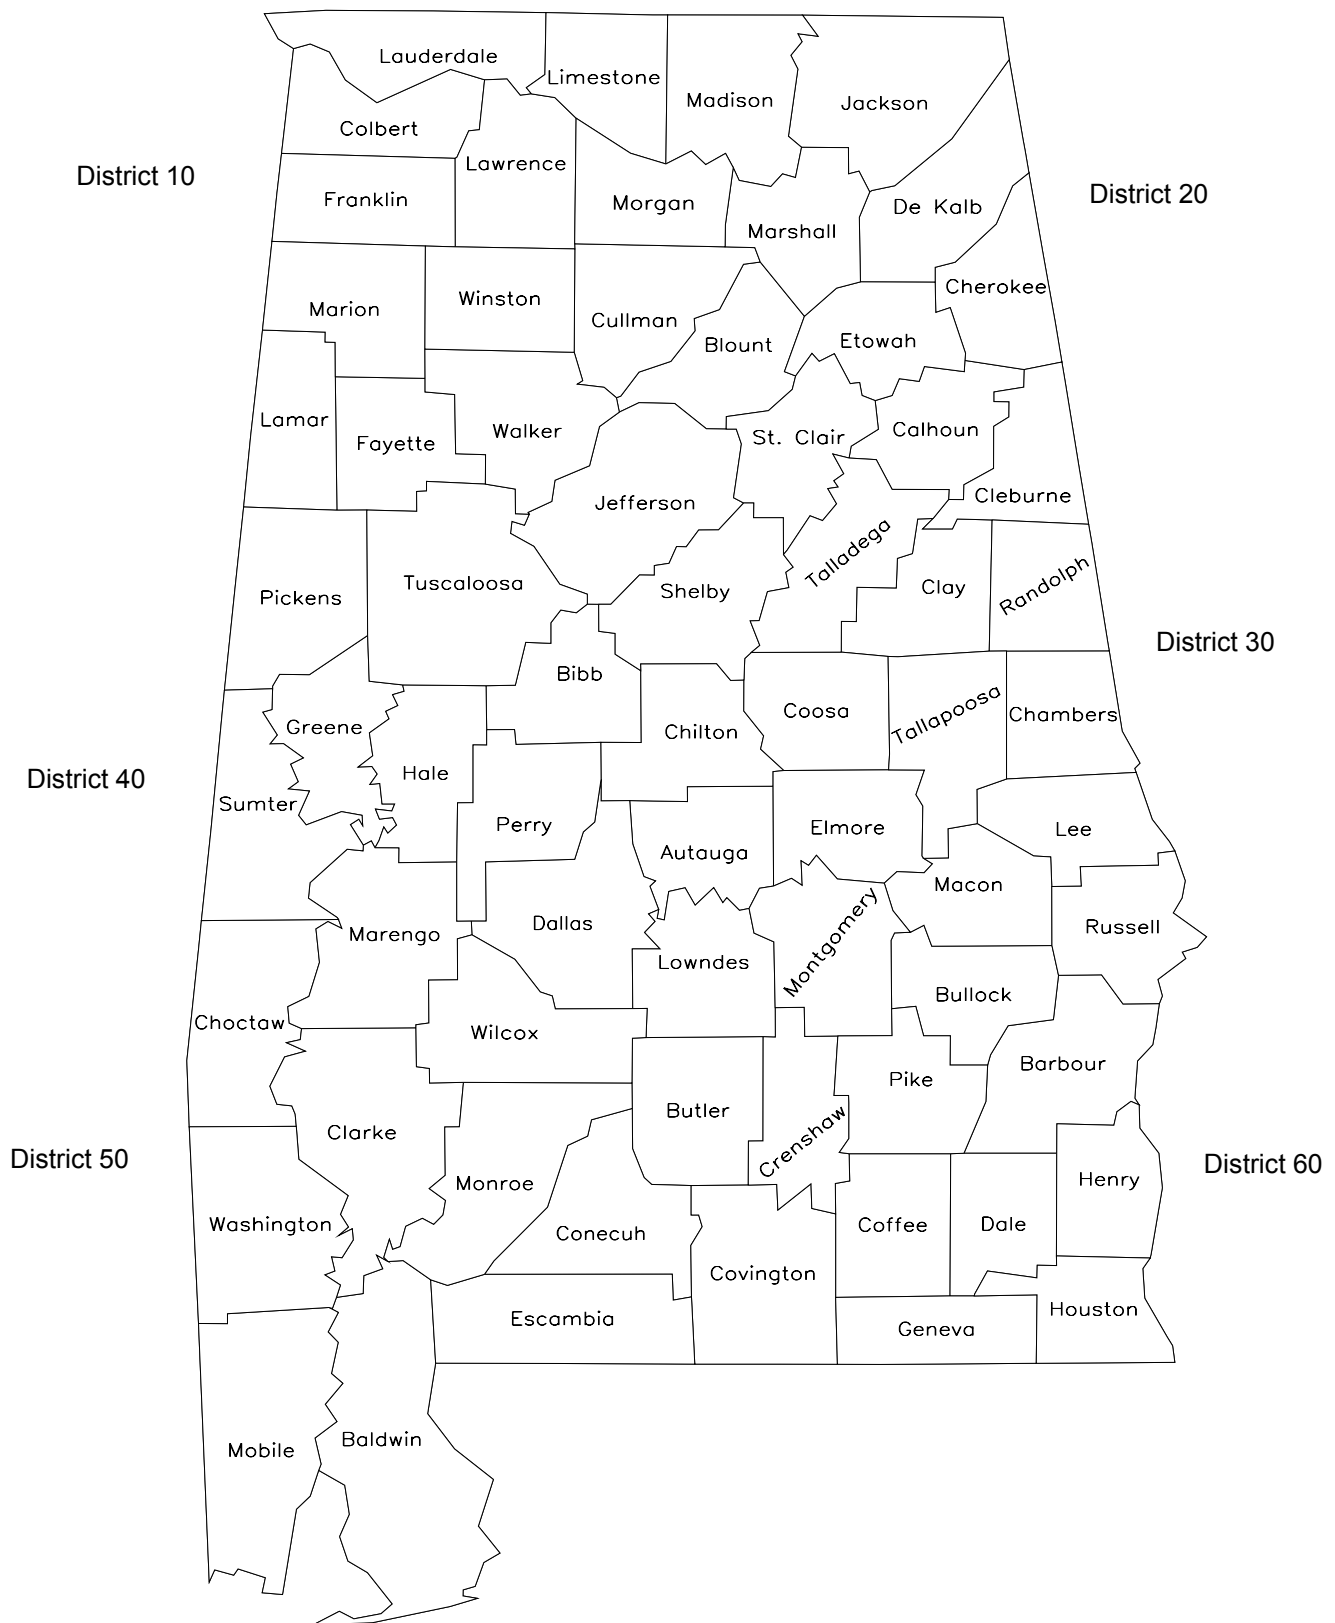 Lauderdale
Limestone
Madison
Jackson
Colbert
Lawrence
District 10
Franklin
Morgan
De Kalb
District 20
Marshall
Cherokee
Marion
Winston
Cullman
Blount
Etowah
Lamar
Fayette
Walker
St. Clair
Calhoun
Jefferson
Cleburne
Talladega
Pickens
Tuscaloosa
Shelby
Clay
Randolph
District 30
Bibb
Greene
Chilton
Coosa
Tallapoosa
Chambers
District 40
Hale
Sumter
Perry
Elmore
Lee
Autauga
Macon
Marengo
Dallas
Montgomery
Russell
Lowndes
Bullock
Choctaw
Wilcox
Pike
Barbour
Butler
Clarke
Crenshaw
District 50
Monroe
Henry
District 60
Washington
Conecuh
Coffee
Dale
Covington
Escambia
Geneva
Houston
Mobile
Baldwin